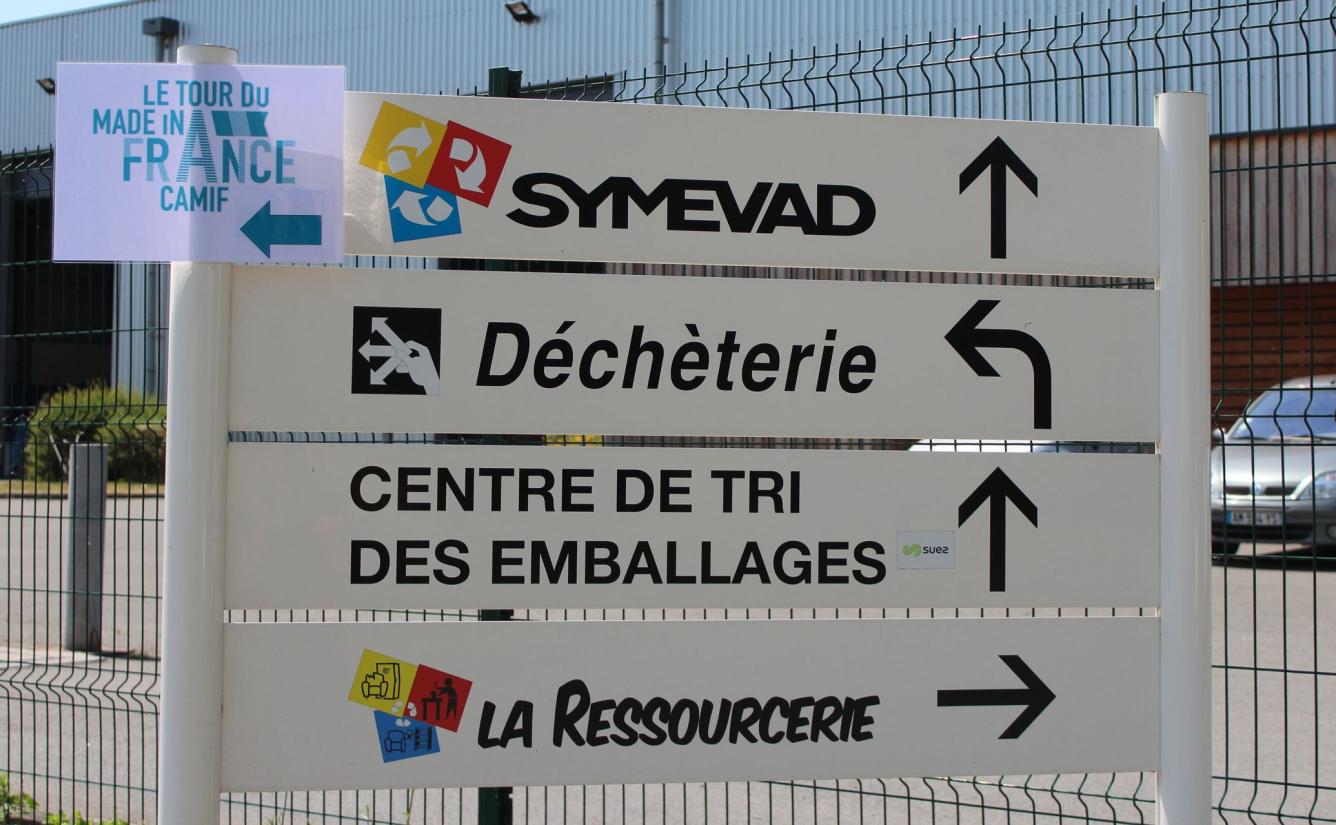 LE TOUR DU
MADE iN
FRANCE
CAMIF
SYMEVAD
Déchèterie
CENTRE DE TRI
DES EMBALLAGES
suez
LA RESSOURCERIE